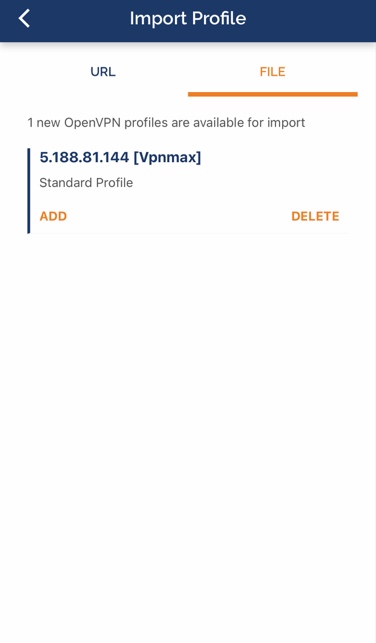 Import Profile
URL FILE
1 new OpenVPN profiles are available for import
5.188.81.144 [Vpnmax]
Standard Profile
ADD DELETE